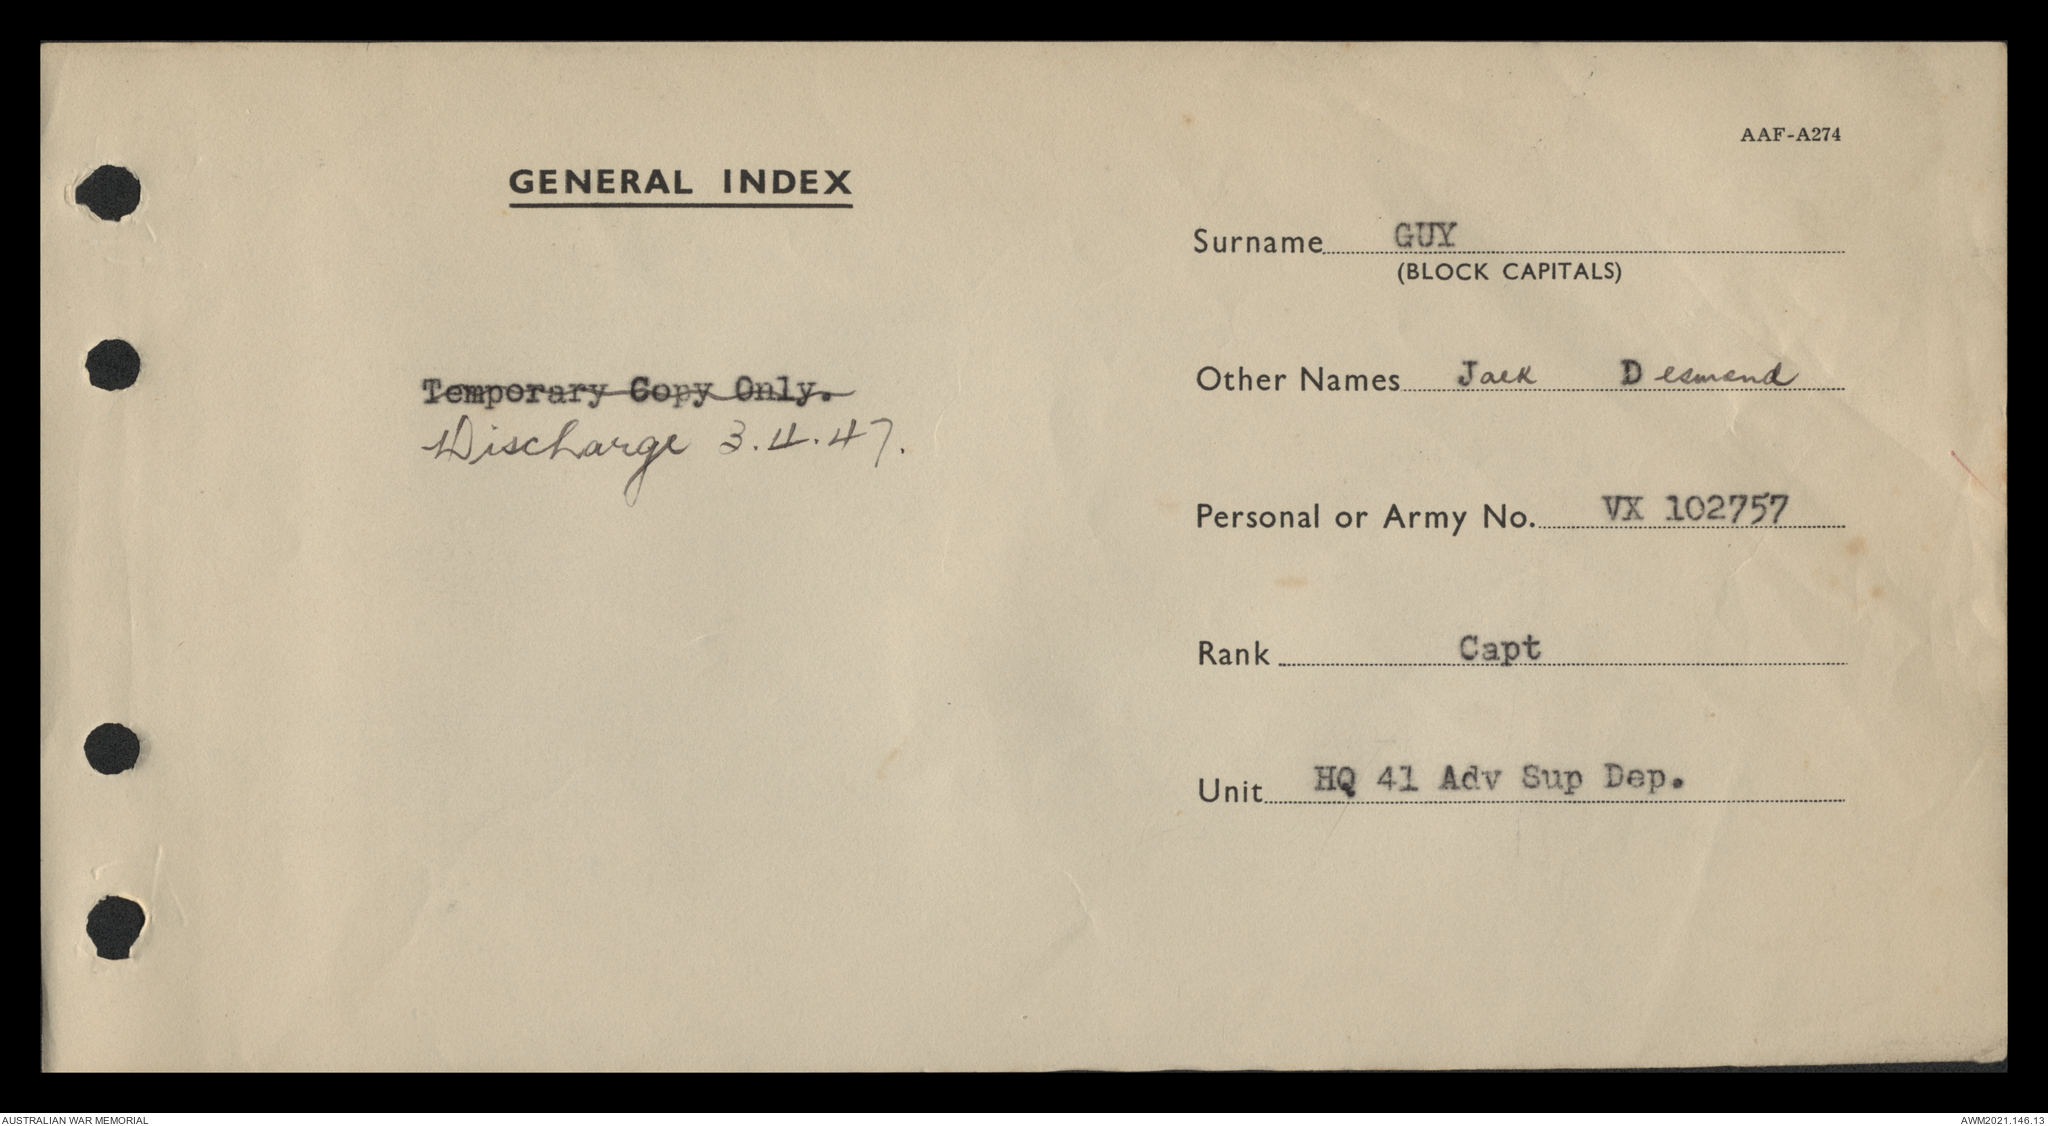 AAF-A274
GENERAL INDEX
Surname GUY
(BLOCK CAPITALS)
Other Names Jack Desmond
Temporary Copy Only.
Discharge 3.4.47.
Personal or Army No. VX 102757
Rank Capt
Unit HQ 41 Adv Sup Dep.
AUSTRALIAN WAR MEMORIAL
AWM2021.146.13